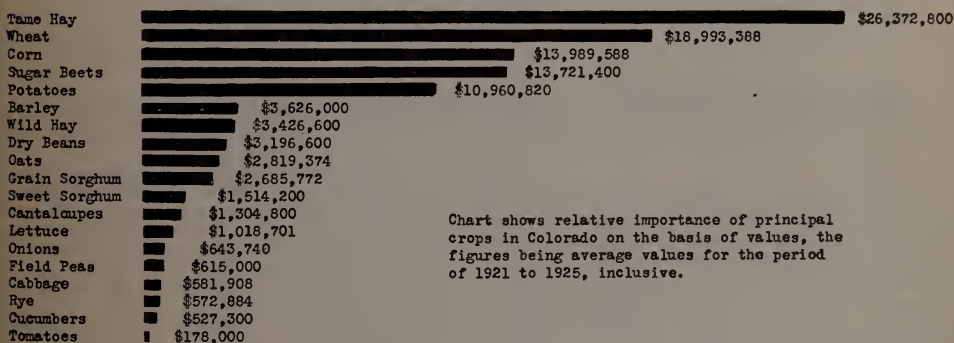 Tame Hay $26,372,800
Wheat $18,993,388
Corn $13,989,588
Sugar Beets $13,721,400
Potatoes $10,960,820
Barley $3,626,000
Wild Hay $3,426,600
Dry Beans $3,196,600
Oats $2,819,374
Grain Sorghum $2,685,772
Sweet Sorghum $1,514,200
Cantaloupes $1,304,800
Lettuce $1,018,701
Onions $643,740
Field Peas $615,000
Cabbage $581,908
Rye $572,884
Cucumbers $527,300
Tomatoes $178,000
Chart shows relative importance of principal
crops in Colorado on the basis of values, the
figures being average values for the period
of 1921 to 1925, inclusive.